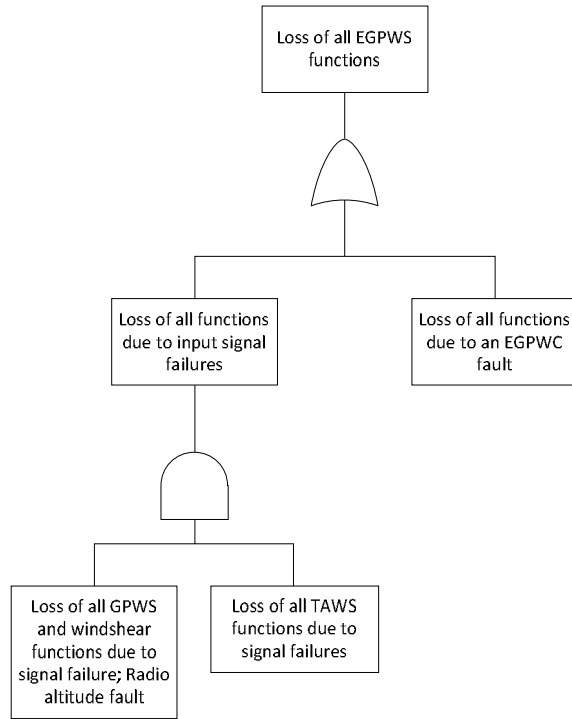 Loss of all EGPWS
functions
Loss of all functions
due to input signal
failures
Loss of all functions
due to an EGPWC
fault
Loss of all GPWS
and windshear
functions due to
signal failure; Radio
altitude fault
Loss of all TAWS
functions due to
signal failures